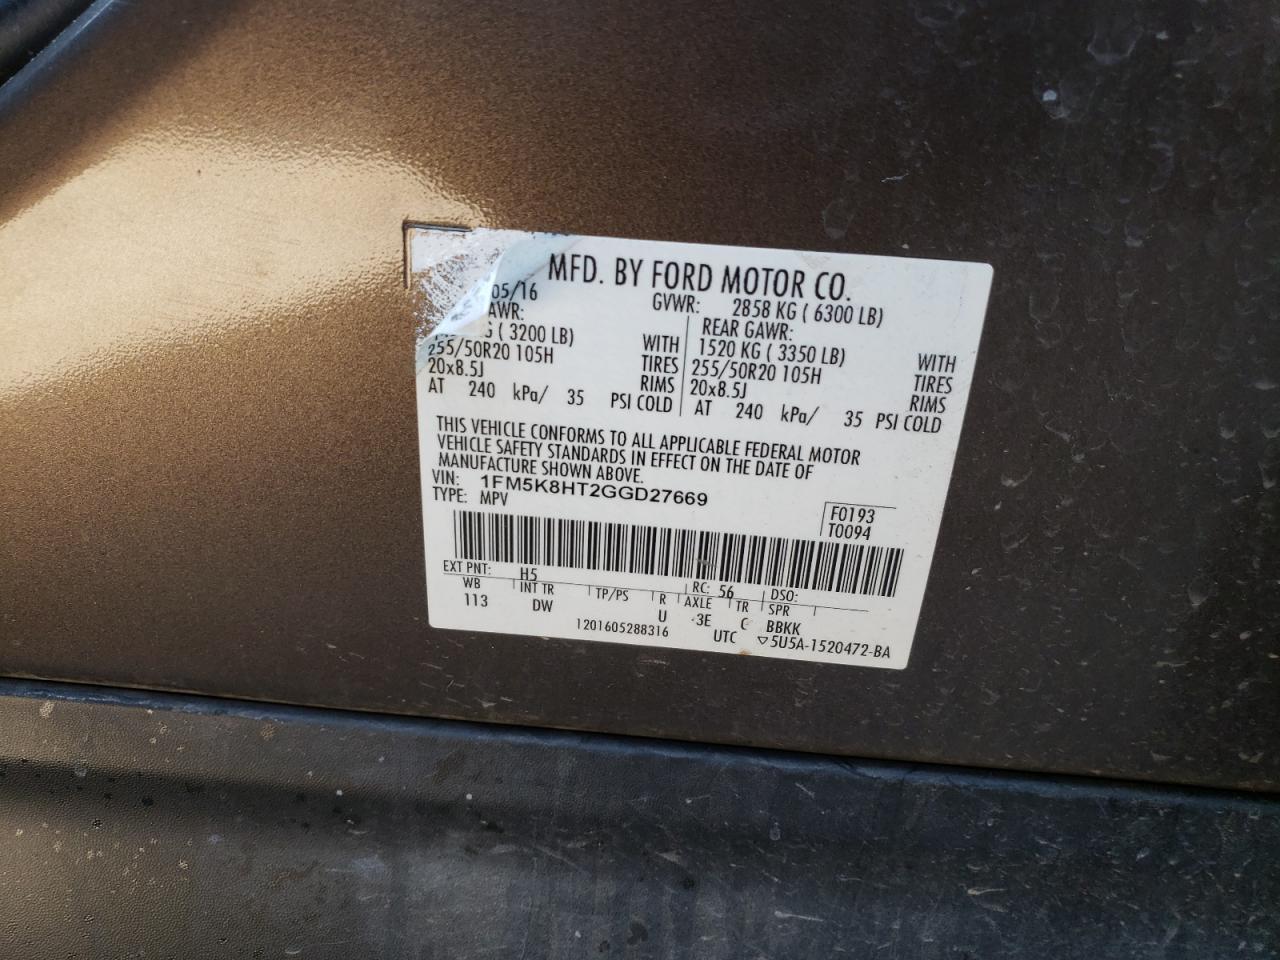 MFD. BY FORD MOTOR CO.
05/16 GVWR: 2858 KG ( 6300 LB)
AWR: REAR GAWR:
G ( 3200 LB) WITH 1520 KG ( 3350 LB) WITH
255/50R20 105H TIRES 255/50R20 105H TIRES
20x8.5J RIMS 20x8.5J RIMS
AT 240 kPa/ 35 PSI COLD AT 240 kPa/ 35 PSI COLD
THIS VEHICLE CONFORMS TO ALL APPLICABLE FEDERAL MOTOR
VEHICLE SAFETY STANDARDS IN EFFECT ON THE DATE OF
MANUFACTURE SHOWN ABOVE.
VIN: 1FM5K8HT2GGD27669
TYPE: MPV
F0193
T0094
EXT PNT: H5 RC: 56 DSO:
WB INT TR TP/PS R AXLE TR SPR
113 DW U 3E C BBKK
1201605288316 UTC ▽5U5A-1520472-BA